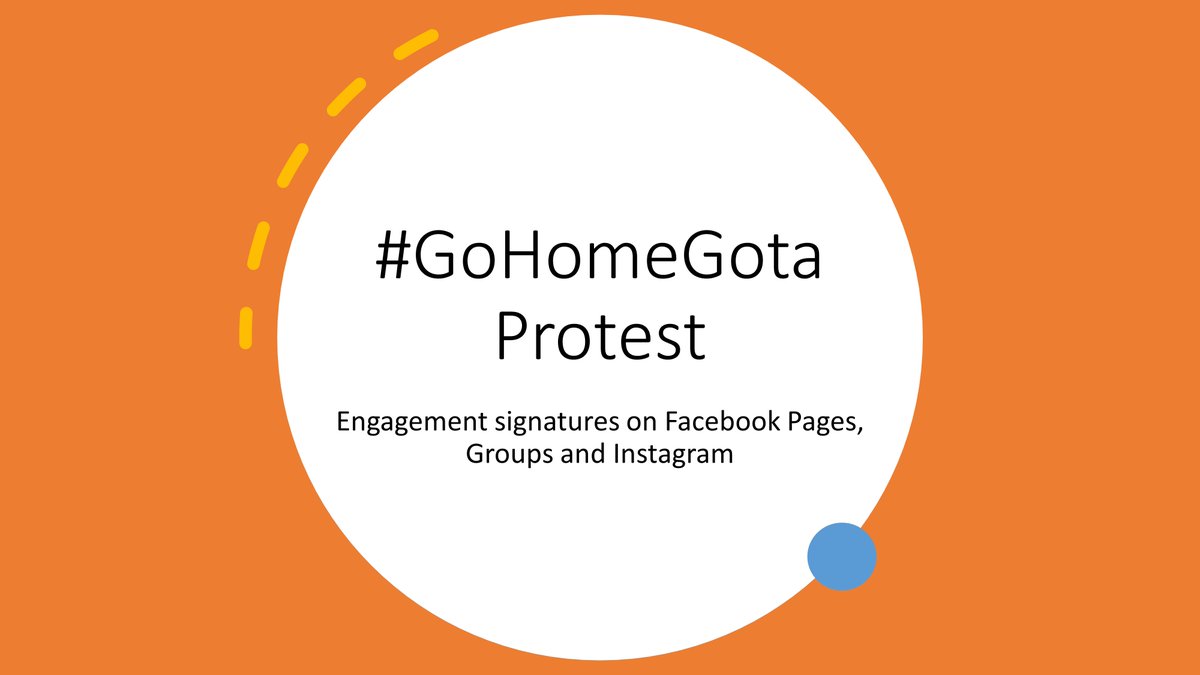 #GoHomeGota
Protest
Engagement signatures on Facebook Pages,
Groups and Instagram